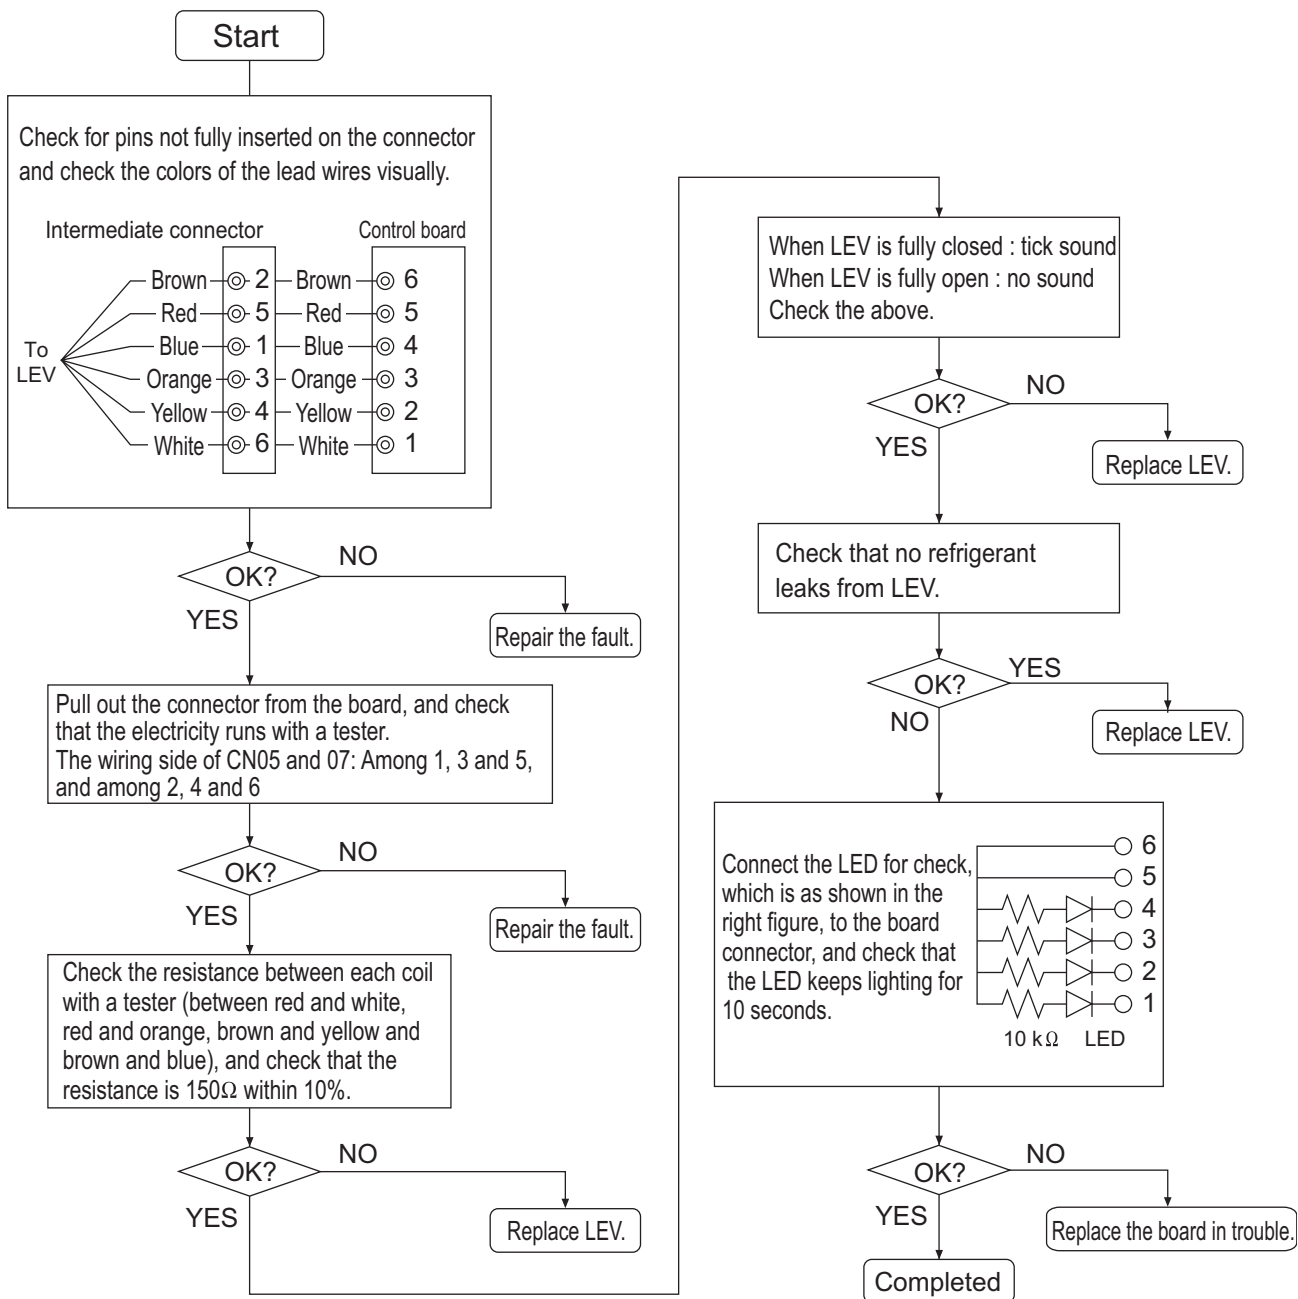 Start
Check for pins not fully inserted on the connector
and check the colors of the lead wires visually.
Intermediate connector Control board
Brown 2 Brown 6
Red 5 Red 5
Blue 1 Blue 4
To
LEV
Orange 3 Orange 3
Yellow 4 Yellow 2
White 6 White 1
OK?
NO
YES
Repair the fault.
Pull out the connector from the board, and check
that the electricity runs with a tester.
The wiring side of CN05 and 07: Among 1, 3 and 5,
and among 2, 4 and 6
OK?
NO
YES
Repair the fault.
Check the resistance between each coil
with a tester (between red and white,
red and orange, brown and yellow and
brown and blue), and check that the
resistance is 150Ω within 10%.
OK?
NO
YES
Replace LEV.
When LEV is fully closed : tick sound
When LEV is fully open : no sound
Check the above.
OK?
NO
YES
Replace LEV.
Check that no refrigerant
leaks from LEV.
OK?
YES
NO
Replace LEV.
Connect the LED for check,
which is as shown in the
right figure, to the board
connector, and check that
the LED keeps lighting for
10 seconds.
6
5
4
3
2
1
10 kΩ LED
OK?
NO
YES
Replace the board in trouble.
Completed